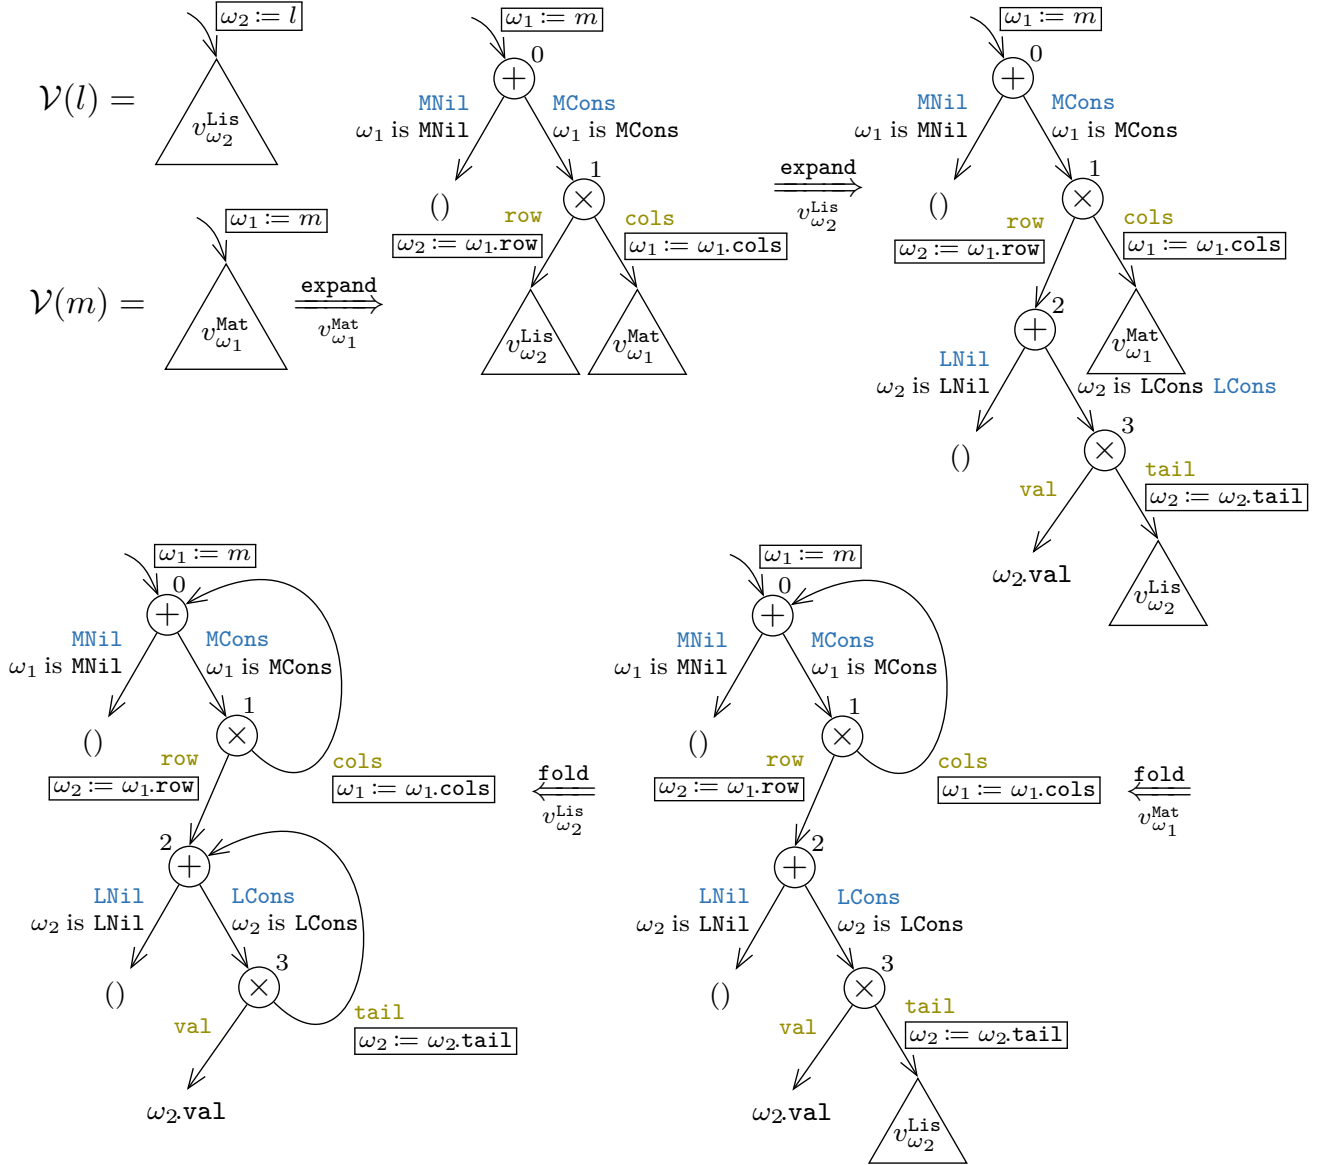 𝒱(l) =
ω₂ := l
v^Lis_ω₂
𝒱(m) =
ω₁ := m
v^Mat_ω₁
expand
v^Mat_ω₁
ω₁ := m
0
+
MNil
ω₁ is MNil
()
MCons
ω₁ is MCons
1
×
row
ω₂ := ω₁.row
cols
ω₁ := ω₁.cols
v^Lis_ω₂
v^Mat_ω₁
expand
v^Lis_ω₂
ω₁ := m
0
+
MNil
ω₁ is MNil
()
MCons
ω₁ is MCons
1
×
row
ω₂ := ω₁.row
cols
ω₁ := ω₁.cols
v^Mat_ω₁
2
+
LNil
ω₂ is LNil
()
ω₂ is LCons LCons
3
×
val
ω₂.val
tail
ω₂ := ω₂.tail
v^Lis_ω₂
fold
v^Mat_ω₁
ω₁ := m
0
+
MNil
ω₁ is MNil
()
MCons
ω₁ is MCons
1
×
row
ω₂ := ω₁.row
cols
ω₁ := ω₁.cols
2
+
LNil
ω₂ is LNil
()
LCons
ω₂ is LCons
3
×
val
ω₂.val
tail
ω₂ := ω₂.tail
v^Lis_ω₂
fold
v^Lis_ω₂
ω₁ := m
0
+
MNil
ω₁ is MNil
()
MCons
ω₁ is MCons
1
×
row
ω₂ := ω₁.row
cols
ω₁ := ω₁.cols
2
+
LNil
ω₂ is LNil
()
LCons
ω₂ is LCons
3
×
val
ω₂.val
tail
ω₂ := ω₂.tail